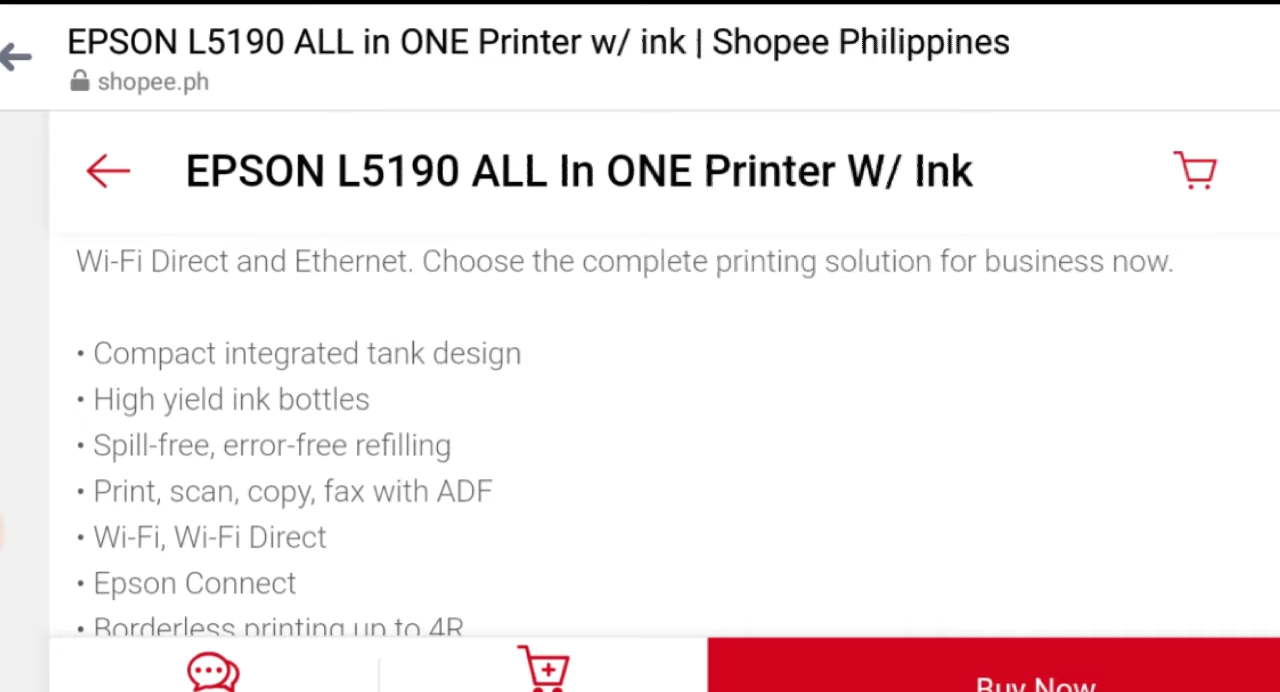 EPSON L5190 ALL in ONE Printer w/ ink | Shopee Philippines
shopee.ph
EPSON L5190 ALL In ONE Printer W/ Ink
Wi-Fi Direct and Ethernet. Choose the complete printing solution for business now.
• Compact integrated tank design
• High yield ink bottles
• Spill-free, error-free refilling
• Print, scan, copy, fax with ADF
• Wi-Fi, Wi-Fi Direct
• Epson Connect
• Borderless printing up to 4R
Buy Now